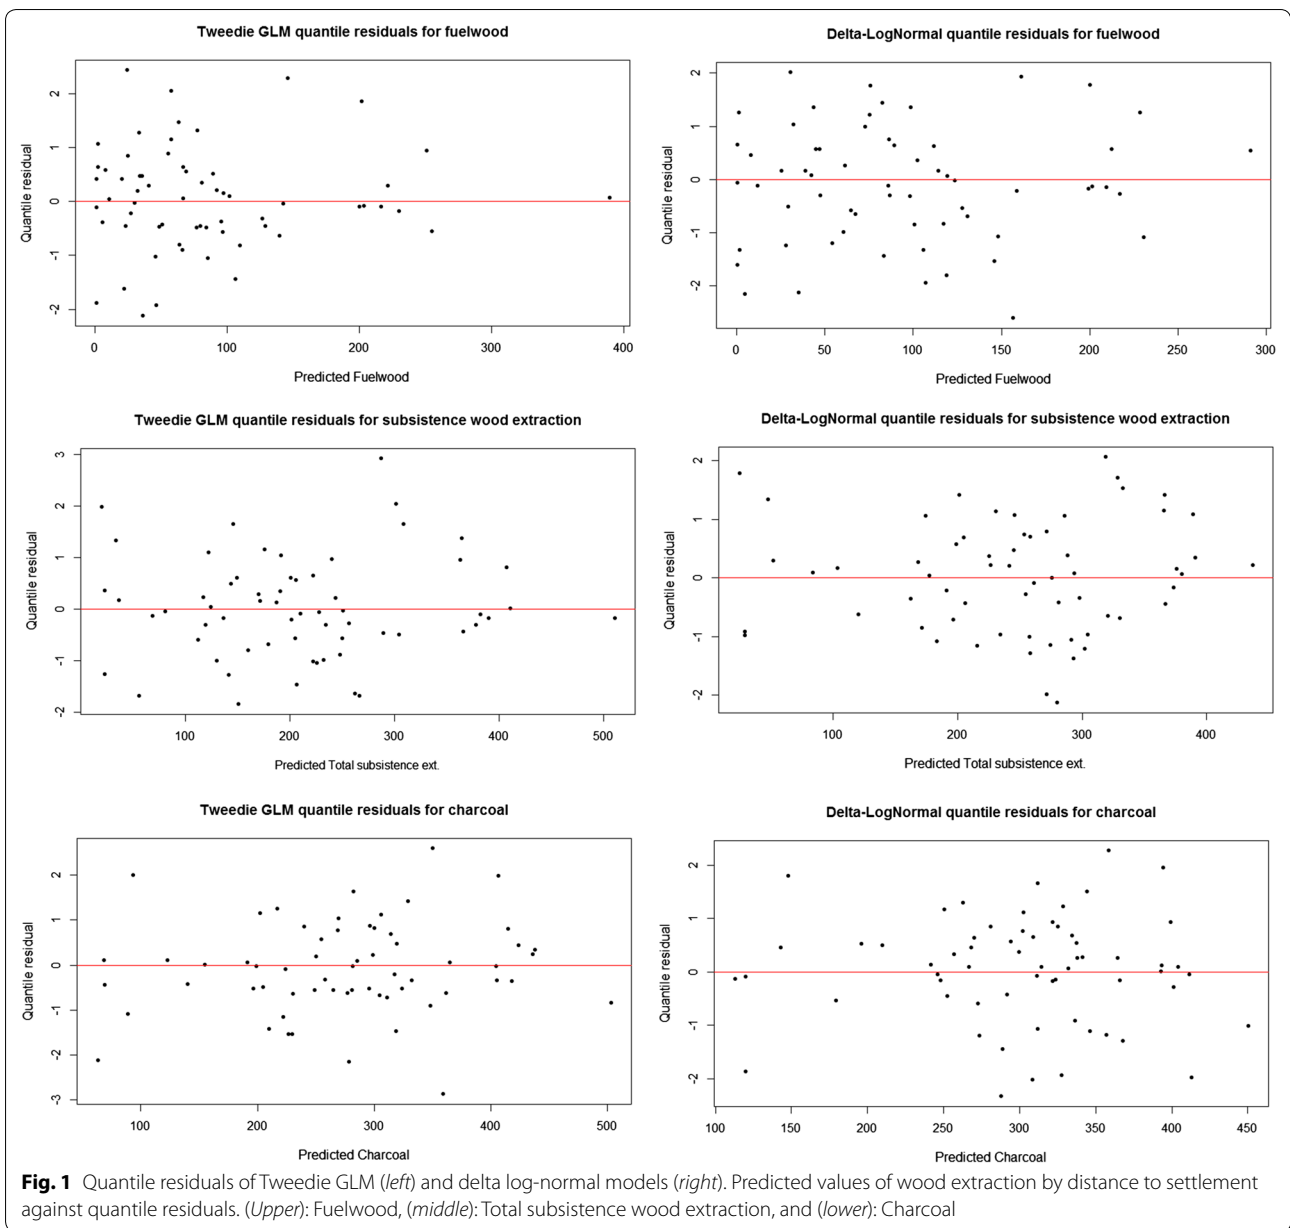 Tweedie GLM quantile residuals for fuelwood
Quantile residual
2
1
0
-1
-2
0 100 200 300 400
Predicted Fuelwood
Delta-LogNormal quantile residuals for fuelwood
Quantile residual
2
1
0
-1
-2
0 50 100 150 200 250 300
Predicted Fuelwood
Tweedie GLM quantile residuals for subsistence wood extraction
Quantile residual
3
2
1
0
-1
-2
100 200 300 400 500
Predicted Total subsistence ext.
Delta-LogNormal quantile residuals for subsistence wood extraction
Quantile residual
2
1
0
-1
-2
100 200 300 400
Predicted Total subsistence ext.
Tweedie GLM quantile residuals for charcoal
Quantile residual
2
1
0
-1
-2
-3
100 200 300 400 500
Predicted Charcoal
Delta-LogNormal quantile residuals for charcoal
Quantile residual
2
1
0
-1
-2
100 150 200 250 300 350 400 450
Predicted Charcoal
Fig. 1 Quantile residuals of Tweedie GLM (left) and delta log-normal models (right). Predicted values of wood extraction by distance to settlement
against quantile residuals. (Upper): Fuelwood, (middle): Total subsistence wood extraction, and (lower): Charcoal